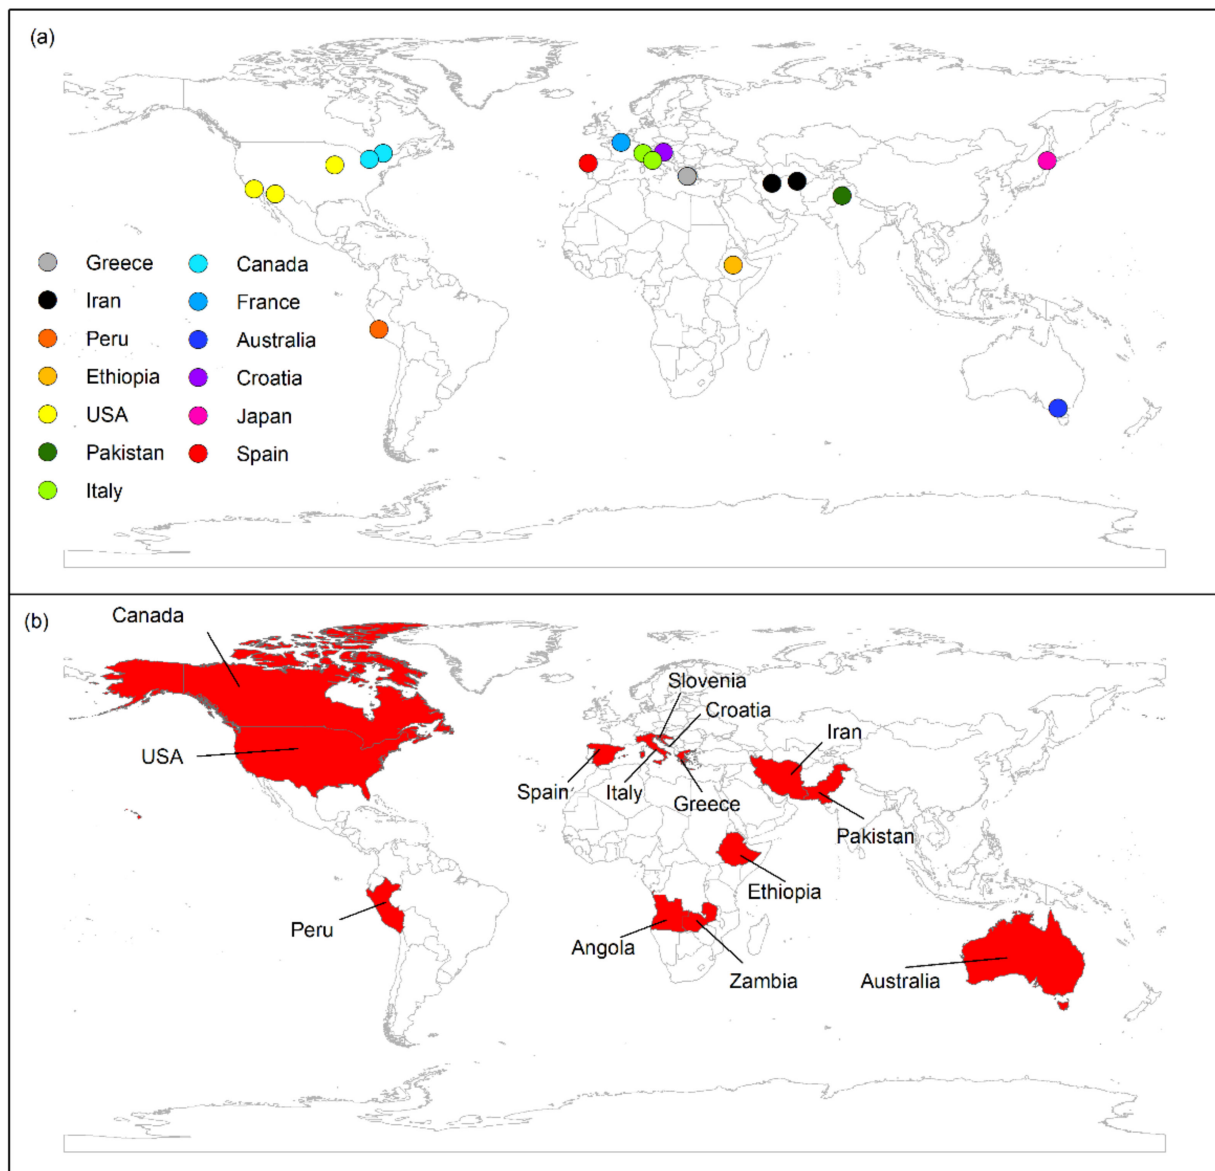 (a)
Greece
Canada
Iran
France
Peru
Australia
Ethiopia
Croatia
USA
Japan
Pakistan
Spain
Italy
(b)
Canada
Slovenia
Croatia
USA
Iran
Spain
Italy
Greece
Pakistan
Ethiopia
Peru
Angola
Zambia
Australia